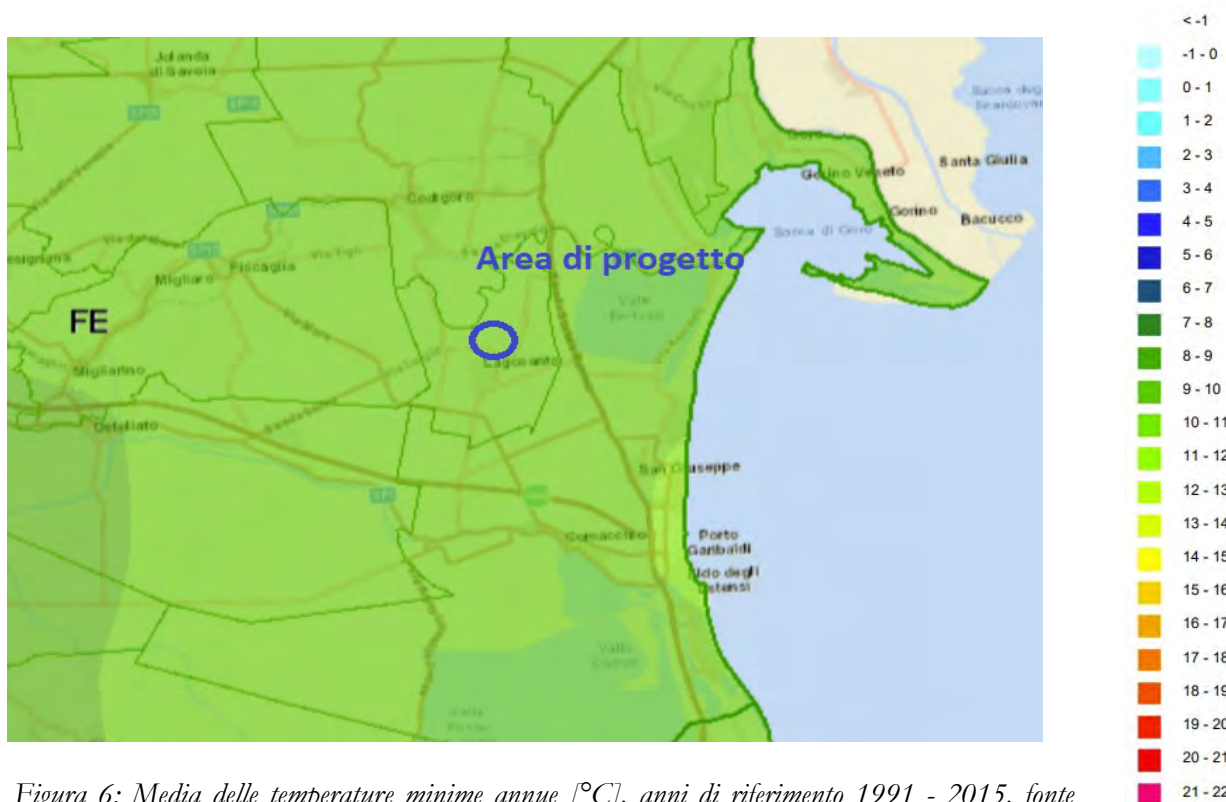 < -1
-1 - 0
0 - 1
1 - 2
2 - 3
3 - 4
4 - 5
5 - 6
6 - 7
7 - 8
8 - 9
9 - 10
10 - 11
11 - 12
12 - 13
13 - 14
14 - 15
15 - 16
16 - 17
17 - 18
18 - 19
19 - 20
20 - 21
21 - 22
Jolanda
di Savoia
Santa Giulia
Gorino Veneto
Gorino
Bacucco
Codigoro
Sacca di Goro
Area di progetto
Fiscaglia
Migliaro
Valle
Bertuzzi
FE
Lagosanto
Migliarino
Ostellato
San Giuseppe
Comacchio
Porto
Garibaldi
Lido degli
Estensi
Valle
Figura 6: Media delle temperature minime annue [°C], anni di riferimento 1991 - 2015, fonte